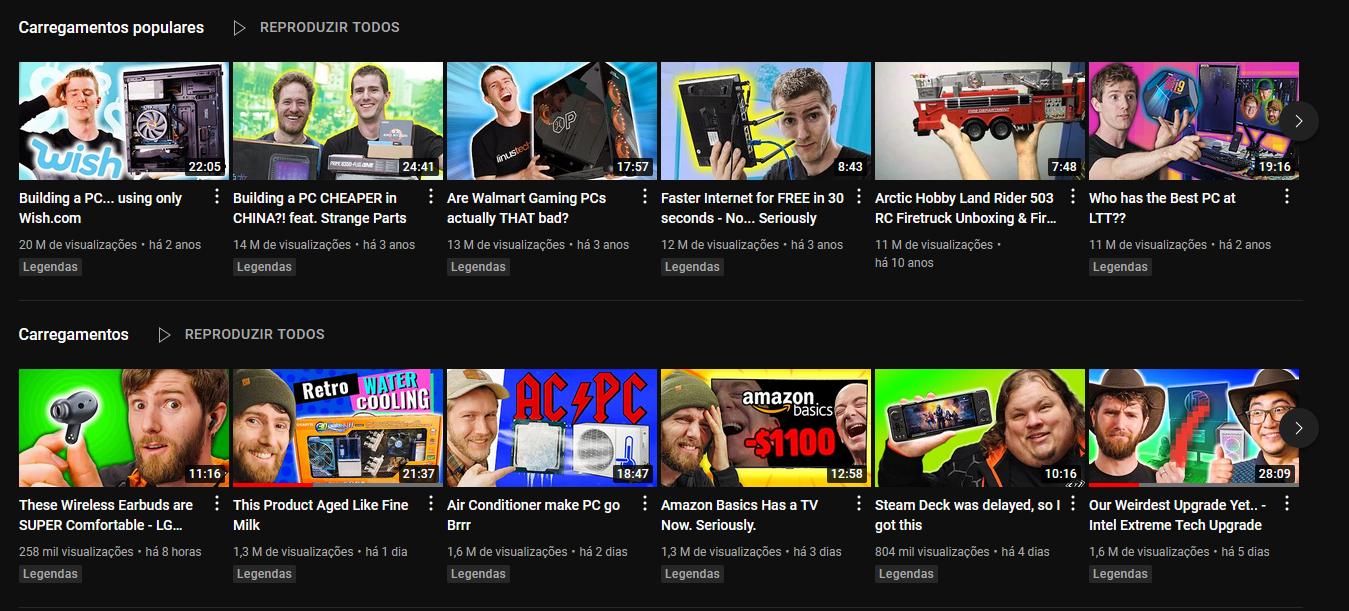 Carregamentos populares
REPRODUZIR TODOS
wish
22:05
24:41
linustech
17:57
8:43
FIRE DEPARTMENT
7:48
i9
19:16
Building a PC... using only
Wish.com
20 M de visualizações • há 2 anos
Legendas
Building a PC CHEAPER in
CHINA?! feat. Strange Parts
14 M de visualizações • há 3 anos
Legendas
Are Walmart Gaming PCs
actually THAT bad?
13 M de visualizações • há 3 anos
Legendas
Faster Internet for FREE in 30
seconds - No... Seriously
12 M de visualizações • há 3 anos
Legendas
Arctic Hobby Land Rider 503
RC Firetruck Unboxing & Fir...
11 M de visualizações •
há 10 anos
Who has the Best PC at
LTT??
11 M de visualizações • há 2 anos
Legendas
Carregamentos
REPRODUZIR TODOS
11:16
Retro WATER
COOLING
21:37
AC PC
18:47
amazon
basics
-$1100
12:58
10:16
28:09
These Wireless Earbuds are
SUPER Comfortable - LG...
258 mil visualizações • há 8 horas
Legendas
This Product Aged Like Fine
Milk
1,3 M de visualizações • há 1 dia
Legendas
Air Conditioner make PC go
Brrr
1,6 M de visualizações • há 2 dias
Legendas
Amazon Basics Has a TV
Now. Seriously.
1,3 M de visualizações • há 3 dias
Legendas
Steam Deck was delayed, so I
got this
804 mil visualizações • há 4 dias
Legendas
Our Weirdest Upgrade Yet.. -
Intel Extreme Tech Upgrade
1,6 M de visualizações • há 5 dias
Legendas